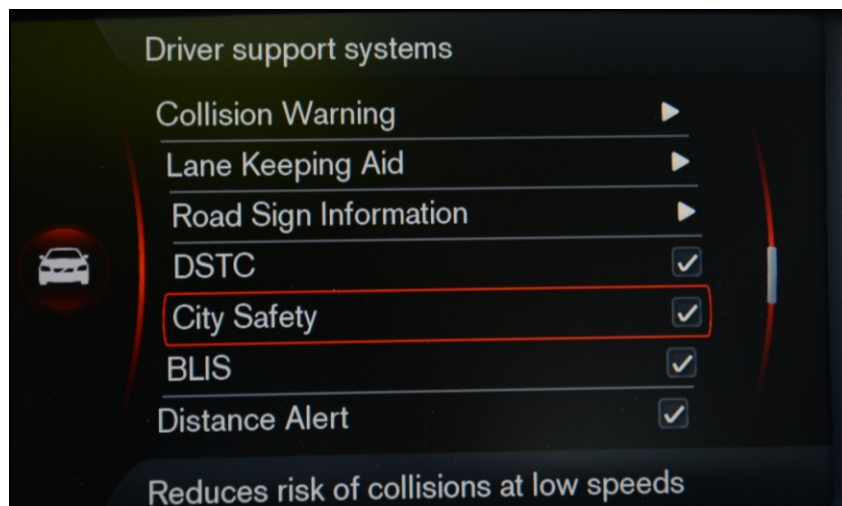 Driver support systems
Collision Warning
Lane Keeping Aid
Road Sign Information
DSTC
City Safety
BLIS
Distance Alert
Reduces risk of collisions at low speeds